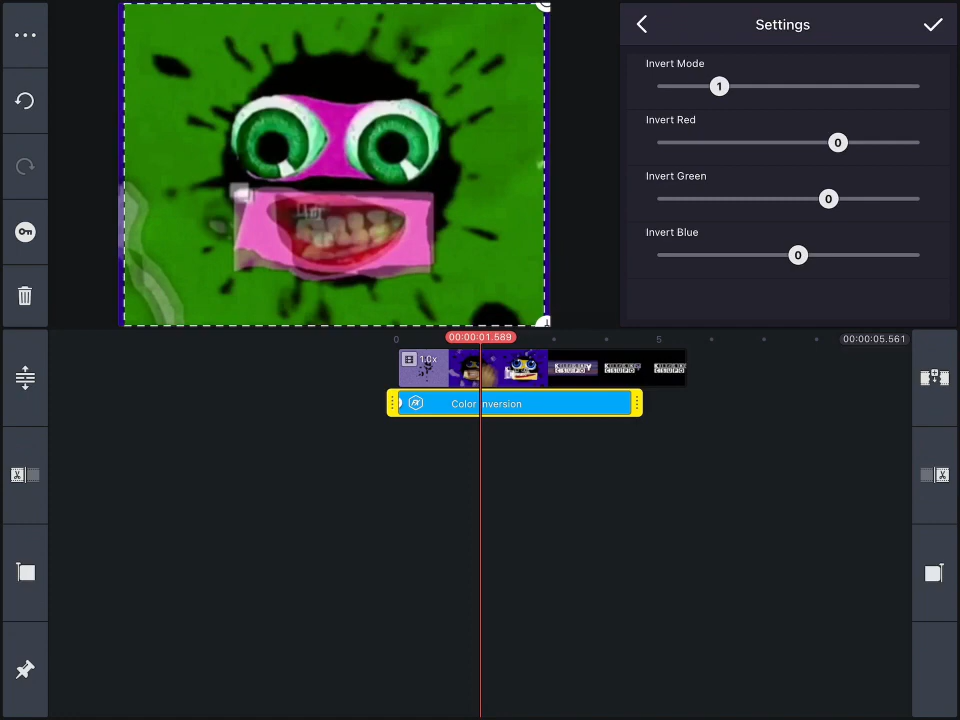 Settings
Invert Mode
1
Invert Red
0
Invert Green
0
Invert Blue
0
00:00:01.589
0
5
00:00:05.561
1.0x
Color Inversion